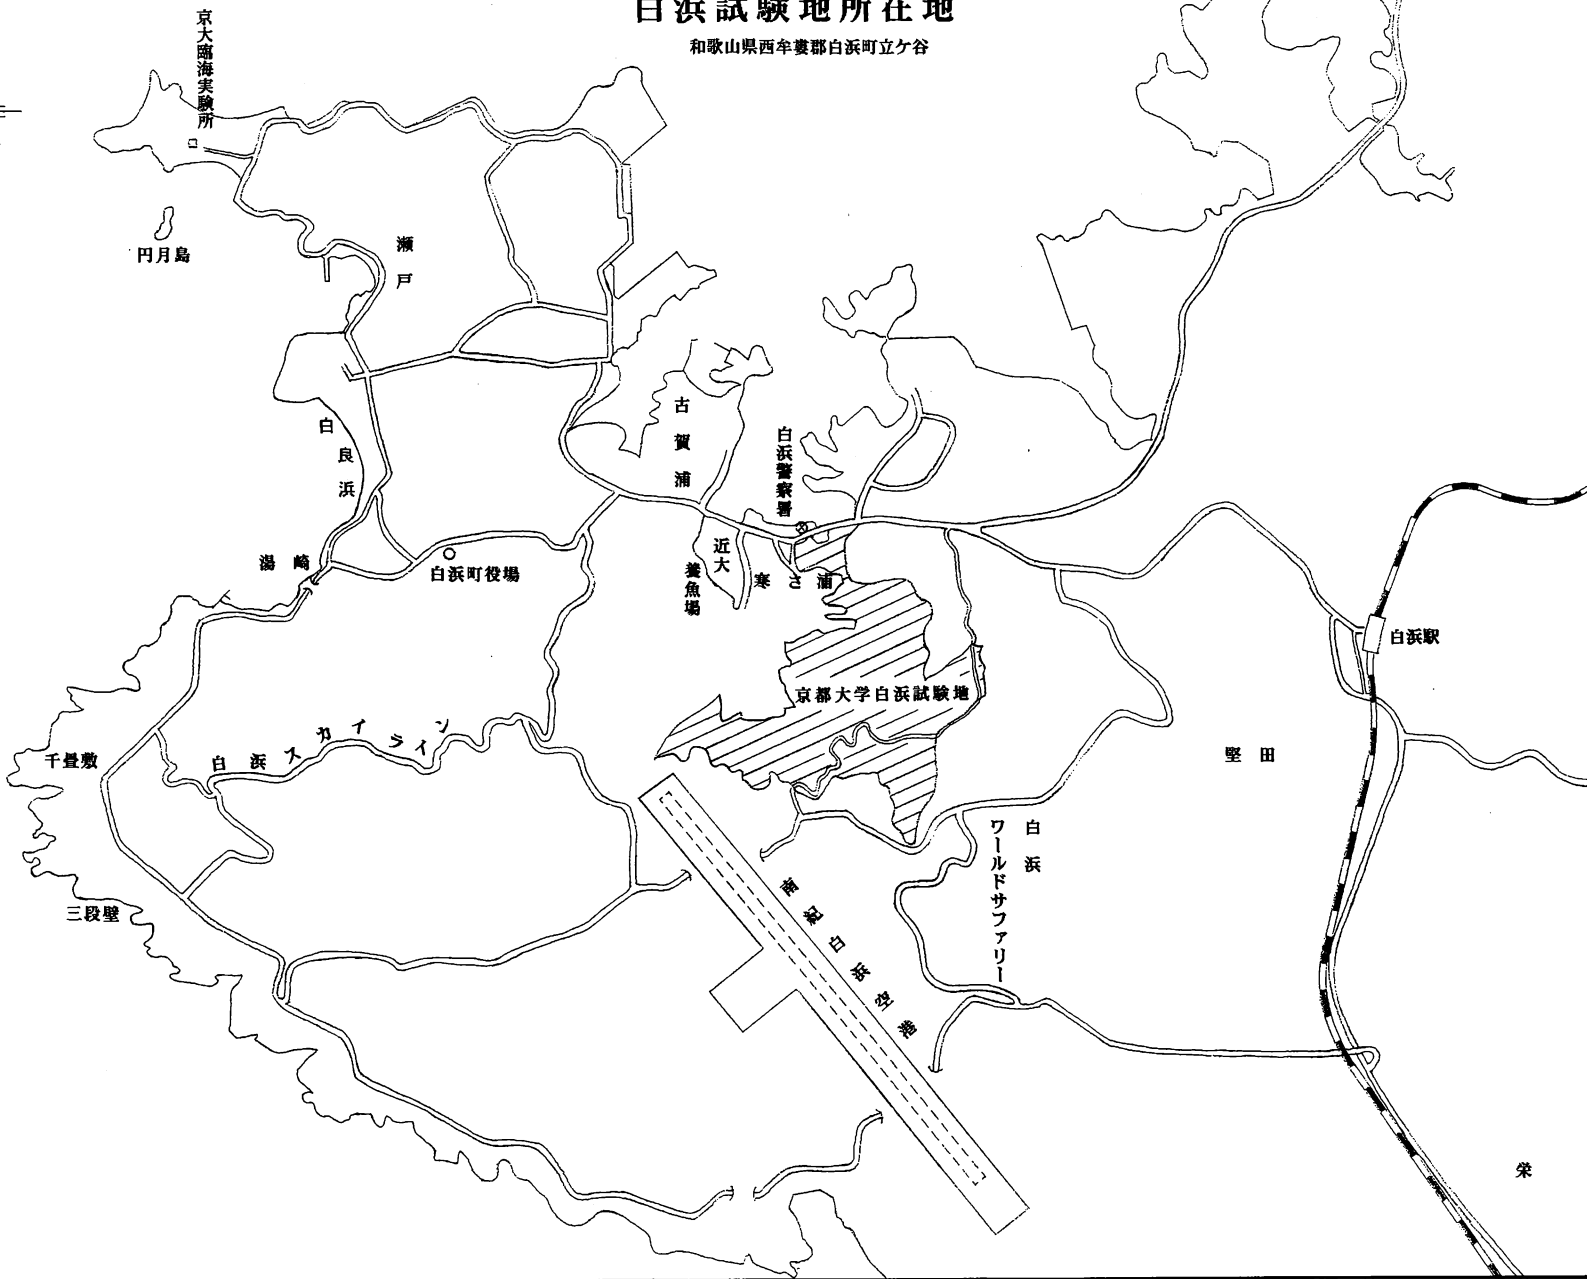 白浜試験地所在地
和歌山県西牟婁郡白浜町立ケ谷
京大臨海実験所
円月島
瀬戸
白良浜
古賀浦
白浜警察署
湯崎
白浜町役場
近大
養魚場
寒さ浦
白浜駅
京都大学白浜試験地
白浜スカイライン
千畳敷
堅田
白浜
ワールドサファリー
三段壁
南紀白浜空港
栄